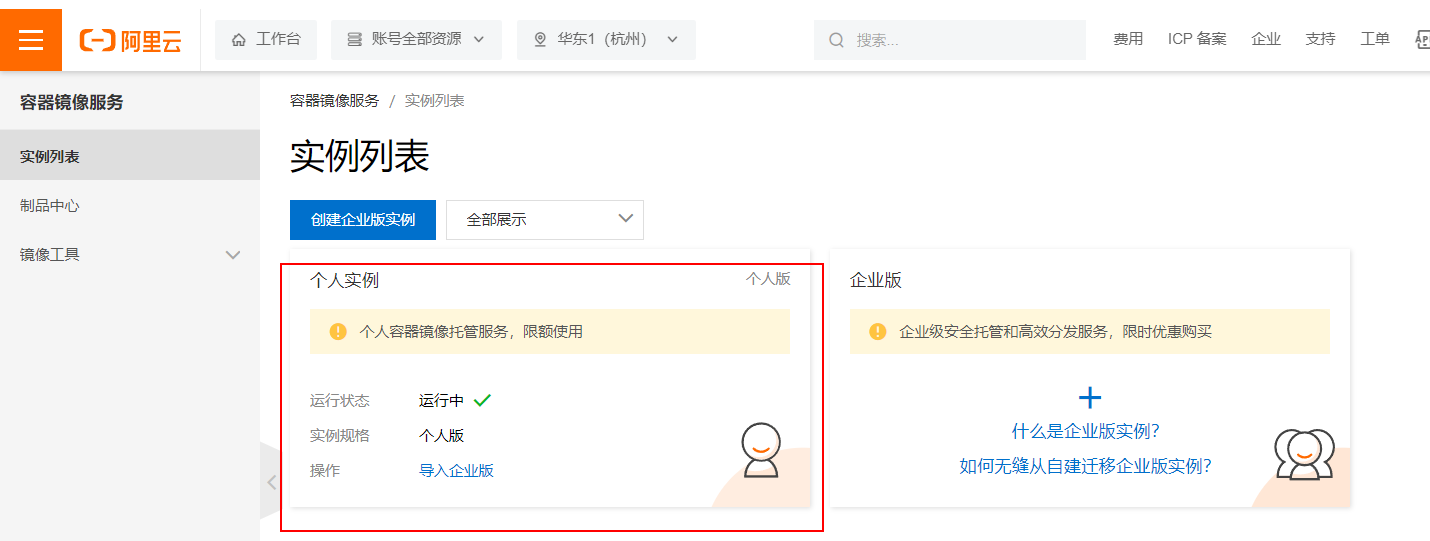 阿里云 工作台 账号全部资源 华东1（杭州） 搜索... 费用 ICP 备案 企业 支持 工单
容器镜像服务
实例列表
制品中心
镜像工具
容器镜像服务 / 实例列表
实例列表
创建企业版实例 全部展示
个人实例 个人版
个人容器镜像托管服务，限额使用
运行状态 运行中
实例规格 个人版
操作 导入企业版
企业版
企业级安全托管和高效分发服务，限时优惠购买
什么是企业版实例？
如何无缝从自建迁移企业版实例？